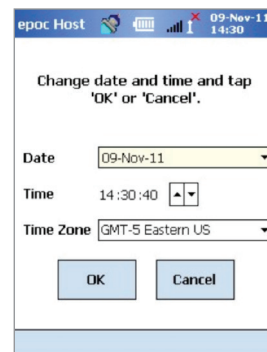 epoc Host 09-Nov-11
14:30
Change date and time and tap
'OK' or 'Cancel'.
Date 09-Nov-11
Time 14:30:40
Time Zone GMT-5 Eastern US
OK Cancel